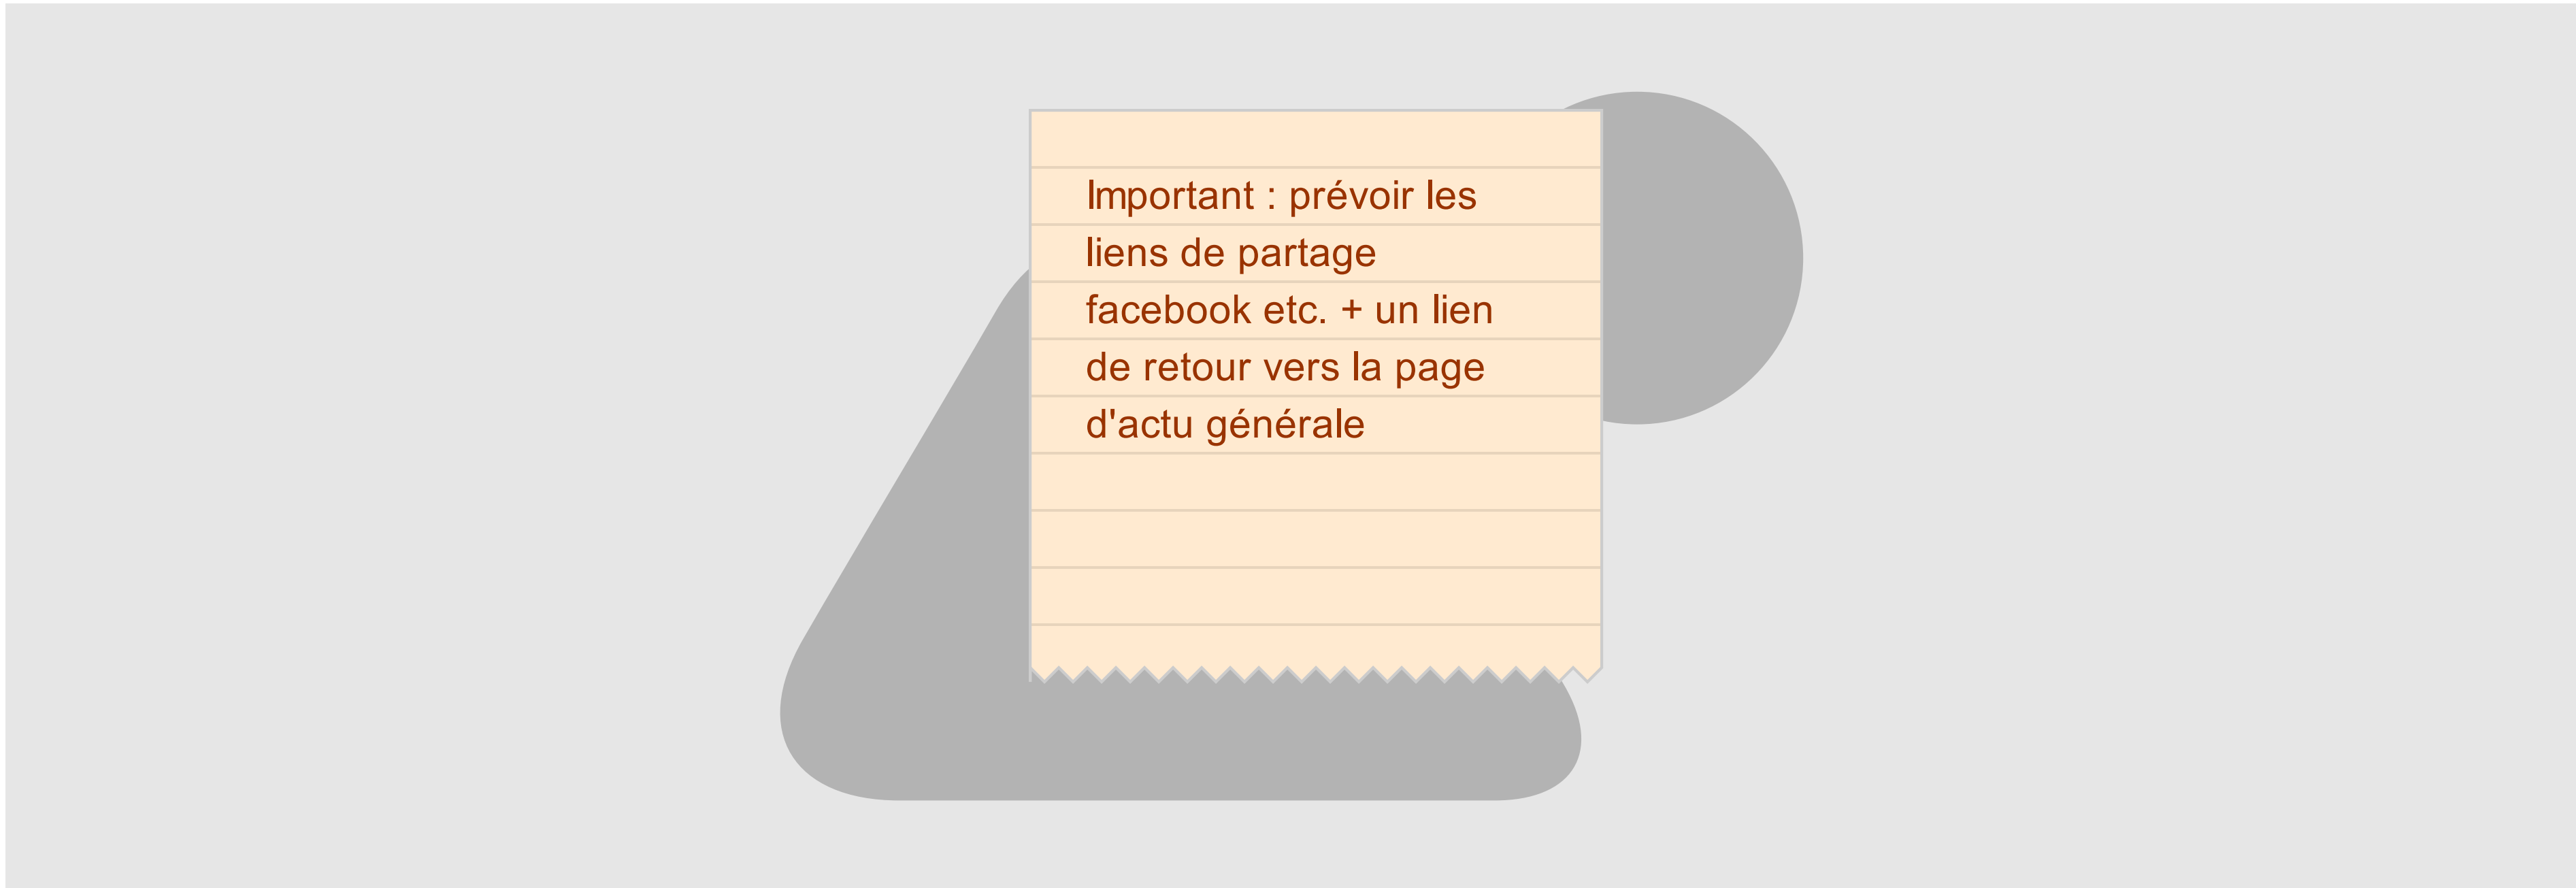 Important : prévoir les
liens de partage
facebook etc. + un lien
de retour vers la page
d'actu générale